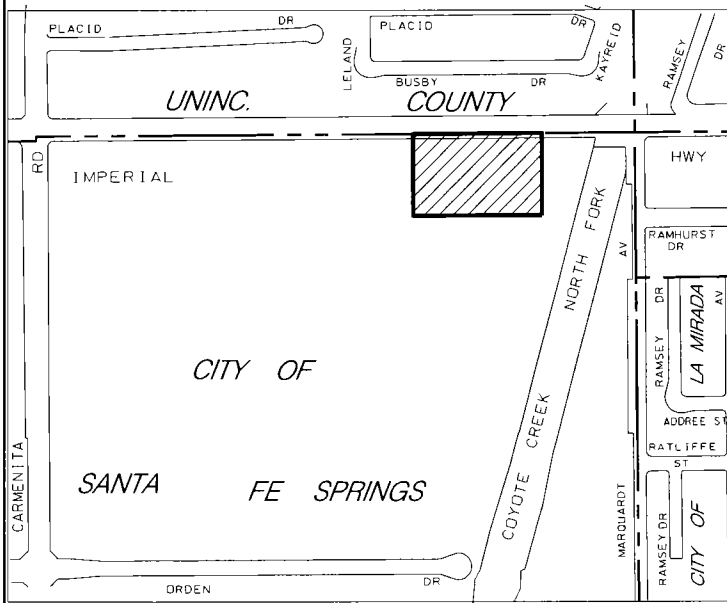 PLACID DR
PLACID DR
LELAND
BUSBY DR
KAYREID
RAMSEY
DR
UNINC. COUNTY
RD
IMPERIAL
HWY
RAMHURST
DR
AV
NORTH FORK
COYOTE CREEK
CITY OF
SANTA FE SPRINGS
RAMSEY DR
LA MIRADA
AV
ADDREE ST
RATLIFFE
ST
CARMENITA
MARQUARDT
RAMSEY DR
CITY OF
ORDEN DR